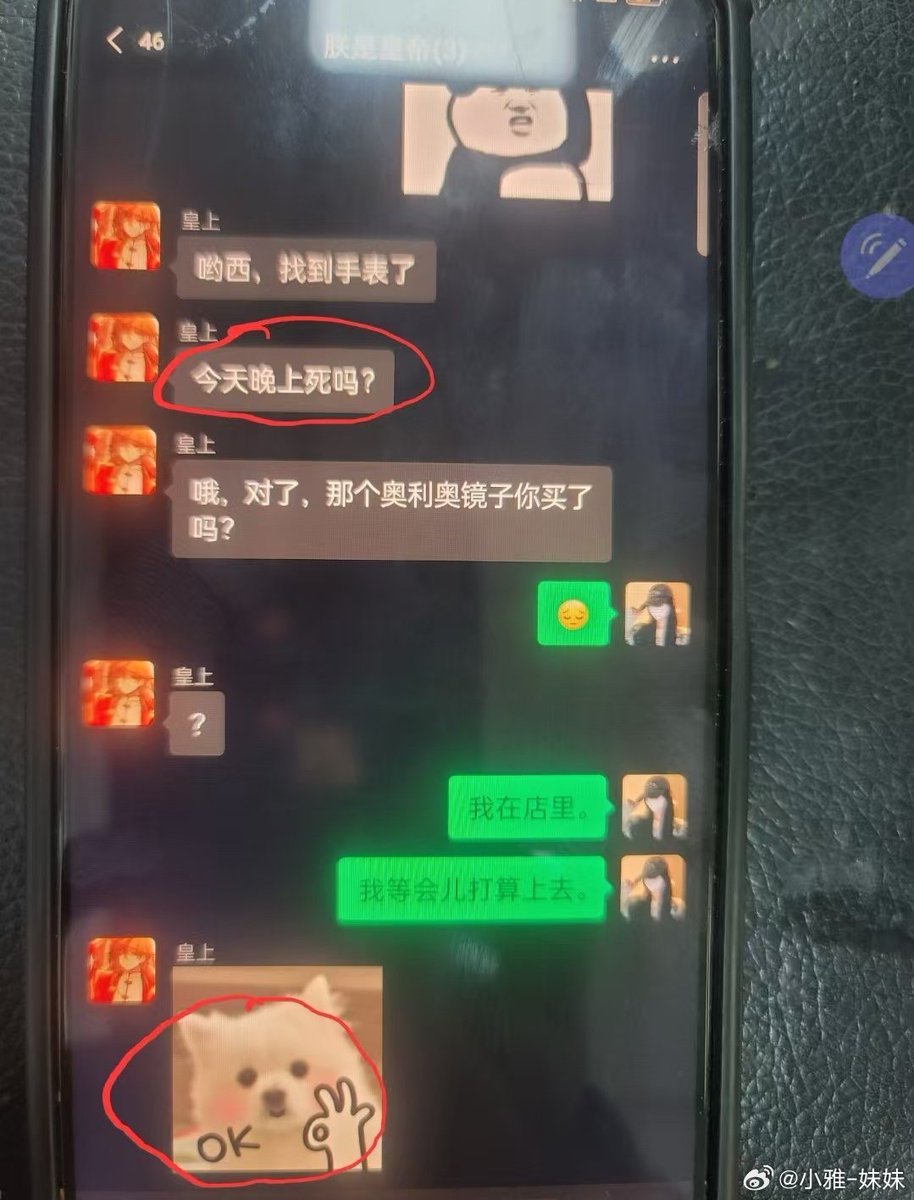 46
朕是皇帝(3)
皇上
哟西，找到手表了
皇上
今天晚上死吗？
皇上
哦，对了，那个奥利奥镜子你买了
吗？
皇上
？
我在店里。
我等会儿打算上去。
皇上
OK
@小雅-妹妹